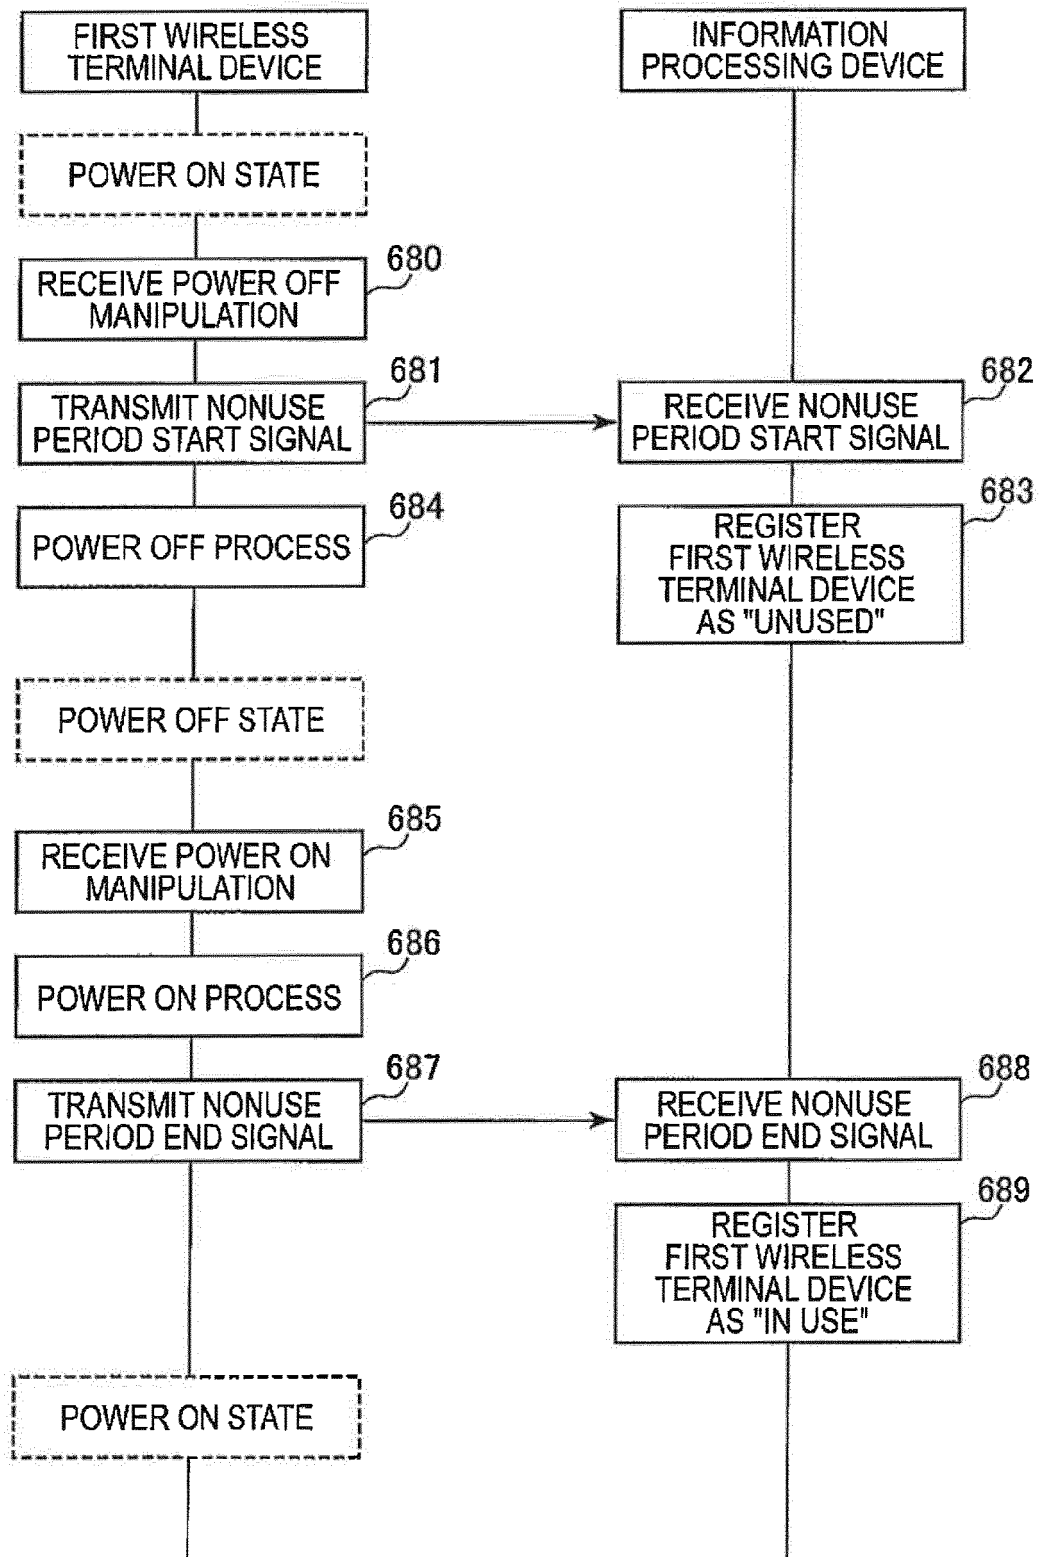 FIRST WIRELESS
TERMINAL DEVICE
INFORMATION
PROCESSING DEVICE
POWER ON STATE
680
RECEIVE POWER OFF
MANIPULATION
681
TRANSMIT NONUSE
PERIOD START SIGNAL
682
RECEIVE NONUSE
PERIOD START SIGNAL
684
POWER OFF PROCESS
683
REGISTER
FIRST WIRELESS
TERMINAL DEVICE
AS "UNUSED"
POWER OFF STATE
685
RECEIVE POWER ON
MANIPULATION
686
POWER ON PROCESS
687
TRANSMIT NONUSE
PERIOD END SIGNAL
688
RECEIVE NONUSE
PERIOD END SIGNAL
689
REGISTER
FIRST WIRELESS
TERMINAL DEVICE
AS "IN USE"
POWER ON STATE